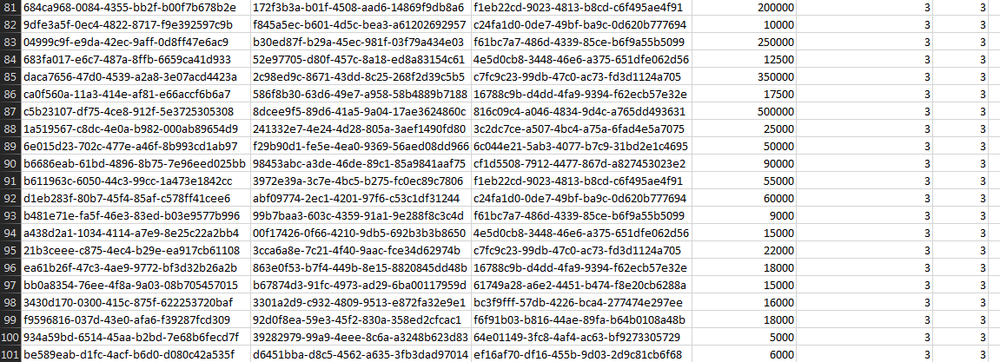 81 684ca968-0084-4355-bb2f-b00f7b678b2e 172f3b3a-b01f-4508-aad6-14869f9db8a6 f1eb22cd-9023-4813-b8cd-c6f495ae4f91 200000 3 3
82 9dfe3a5f-0ec4-4822-8717-f9e392597c9b f845a5ec-b601-4d5c-bea3-a61202692957 c24fa1d0-0de7-49bf-ba9c-0d620b777694 10000 3 3
83 04999c9f-e9da-42ec-9aff-0d8ff47e6ac9 b30ed87f-b29a-45ec-981f-03f79a434e03 f61bc7a7-486d-4339-85ce-b6f9a55b5099 250000 3 3
84 683fa017-e6c7-487a-8ffb-6659ca41d933 52e97705-d80f-457c-8a18-ed8a83154c61 4e5d0cb8-3448-46e6-a375-651dfe062d56 12500 3 3
85 daca7656-47d0-4539-a2a8-3e07acd4423a 2c98ed9c-8671-43dd-8c25-268f2d39c5b5 c7fc9c23-99db-47c0-ac73-fd3d1124a705 350000 3 3
86 ca0f560a-11a3-414e-af81-e66accf6b6a7 586f8b30-63d6-49e7-a958-58b4889b7188 16788c9b-d4dd-4fa9-9394-f62ecb57e32e 17500 3 3
87 c5b23107-df75-4ce8-912f-5e3725305308 8dcee9f5-89d6-41a5-9a04-17ae3624860c 816c09c4-a046-4834-9d4c-a765dd493631 500000 3 3
88 1a519567-c8dc-4e0a-b982-000ab89654d9 241332e7-4e24-4d28-805a-3aef1490fd80 3c2dc7ce-a507-4bc4-a75a-6fad4e5a7075 25000 3 3
89 6e015d23-702c-477e-a46f-8b993cd1ab97 f29b90d1-fe5e-4ea0-9369-56aed08dd966 6c044e21-5ab3-4077-b7c9-31bd2e1c4695 50000 3 3
90 b6686eab-61bd-4896-8b75-7e96eed025bb 98453abc-a3de-46de-89c1-85a9841aaf75 cf1d5508-7912-4477-867d-a827453023e2 90000 3 3
91 b611963c-6050-44c3-99cc-1a473e1842cc 3972e39a-3c7e-4bc5-b275-fc0ec89c7806 f1eb22cd-9023-4813-b8cd-c6f495ae4f91 55000 3 3
92 d1eb283f-80b7-45f4-85af-c578ff41cee6 abf09774-2ec1-4201-97f6-c53c1df31244 c24fa1d0-0de7-49bf-ba9c-0d620b777694 60000 3 3
93 b481e71e-fa5f-46e3-83ed-b03e9577b996 99b7baa3-603c-4359-91a1-9e288f8c3c4d f61bc7a7-486d-4339-85ce-b6f9a55b5099 9000 3 3
94 a438d2a1-1034-4114-a7e9-8e25c22a2bb4 00f17426-0f66-4210-9db5-692b3b3b8650 4e5d0cb8-3448-46e6-a375-651dfe062d56 15000 3 3
95 21b3ceee-c875-4ec4-b29e-ea917cb61108 3cca6a8e-7c21-4f40-9aac-fce34d62974b c7fc9c23-99db-47c0-ac73-fd3d1124a705 22000 3 3
96 ea61b26f-47c3-4ae9-9772-bf3d32b26a2b 863e0f53-b7f4-449b-8e15-8820845dd48b 16788c9b-d4dd-4fa9-9394-f62ecb57e32e 18000 3 3
97 bb0a8354-76ee-4f8a-9a03-08b705457015 b67874d3-91fc-4973-ad29-6ba00117959d 61749a28-a6e2-4451-b474-f8e20cb6288a 15000 3 3
98 3430d170-0300-415c-875f-622253720baf 3301a2d9-c932-4809-9513-e872fa32e9e1 bc3f9fff-57db-4226-bca4-277474e297ee 16000 3 3
99 f9596816-037d-43e0-afa6-f39287fcd309 92d0f8ea-59e3-45f2-830a-358ed2cfcac1 f6f91b03-b816-44ae-89fa-b64b0108a48b 18000 3 3
100 934a59bd-6514-45aa-b2bd-7e68b6fecd7f 39282979-99a9-4eee-8c6a-a3248b623d83 64e01149-3fc8-4af4-ac63-bf9273305729 5000 3 3
101 be589eab-d1fc-4acf-b6d0-d080c42a535f d6451bba-d8c5-4562-a635-3fb3dad97014 ef16af70-df16-455b-9d03-2d9c81cb6f68 6000 3 3